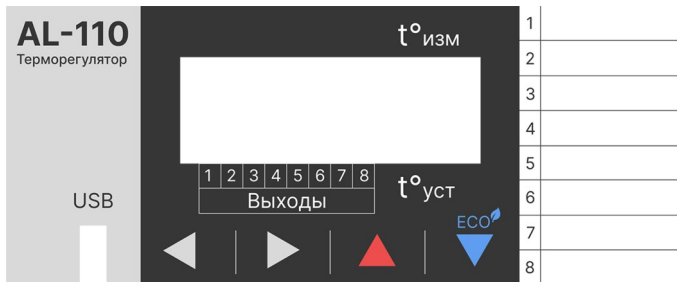 AL-110
Терморегулятор
USB
t°изм
1 2 3 4 5 6 7 8
Выходы
t°уст
ECO
1
2
3
4
5
6
7
8